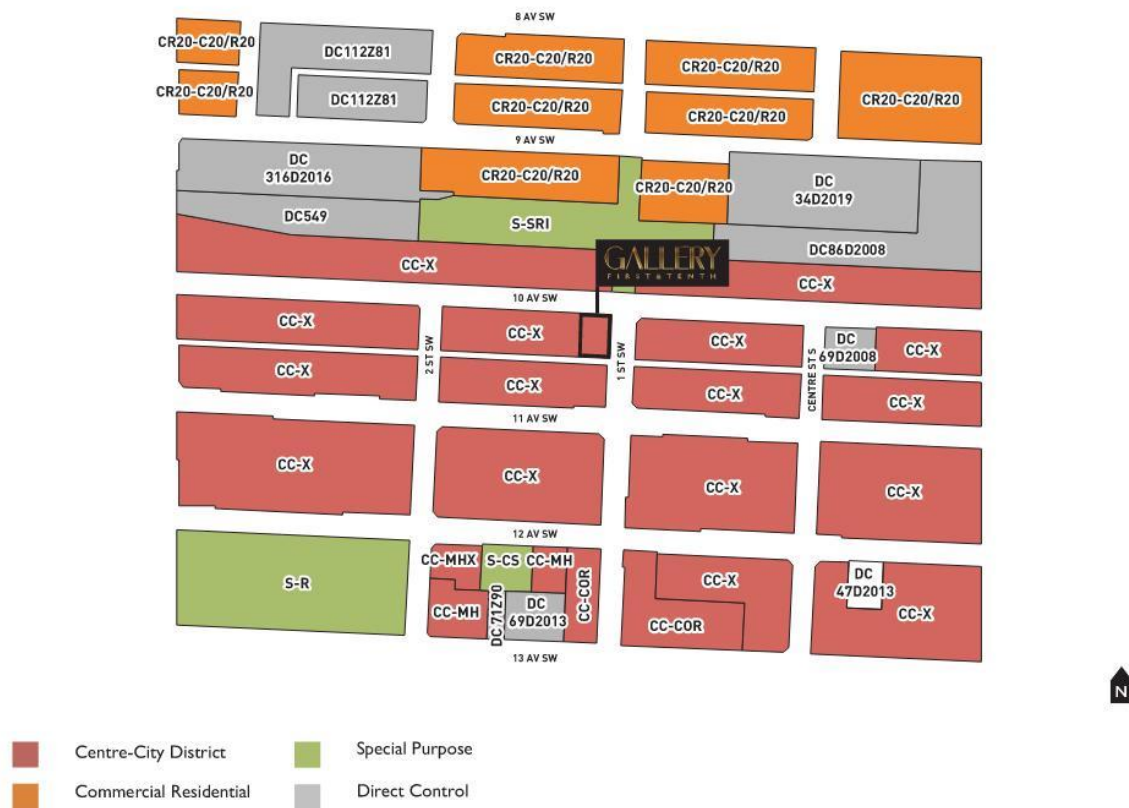 8 AV SW
CR20-C20/R20
DC112Z81
CR20-C20/R20
CR20-C20/R20
CR20-C20/R20
CR20-C20/R20
DC112Z81
CR20-C20/R20
CR20-C20/R20
9 AV SW
DC
316D2016
CR20-C20/R20
CR20-C20/R20
DC
34D2019
DC549
S-SRI
DC86D2008
GALLERY
FIRST & TENTH
CC-X
CC-X
10 AV SW
CC-X
CC-X
CC-X
DC
69D2008
CC-X
2 ST SW
1 ST SW
CENTRE ST S
CC-X
CC-X
CC-X
CC-X
11 AV SW
CC-X
CC-X
CC-X
CC-X
12 AV SW
CC-MHX
S-CS
CC-MH
CC-COR
CC-X
DC
47D2013
S-R
CC-MH
DC 71Z90
DC
69D2013
CC-COR
CC-X
13 AV SW
N
Centre-City District
Special Purpose
Commercial Residential
Direct Control